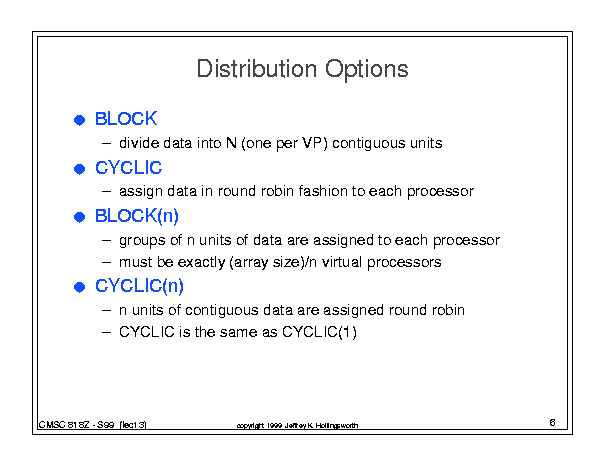 Distribution Options
● BLOCK
– divide data into N (one per VP) contiguous units
● CYCLIC
– assign data in round robin fashion to each processor
● BLOCK(n)
– groups of n units of data are assigned to each processor
– must be exactly (array size)/n virtual processors
● CYCLIC(n)
– n units of contiguous data are assigned round robin
– CYCLIC is the same as CYCLIC(1)
CMSC 818Z - S99 (lect 3)
copyright 1999 Jeffrey K. Hollingsworth
6